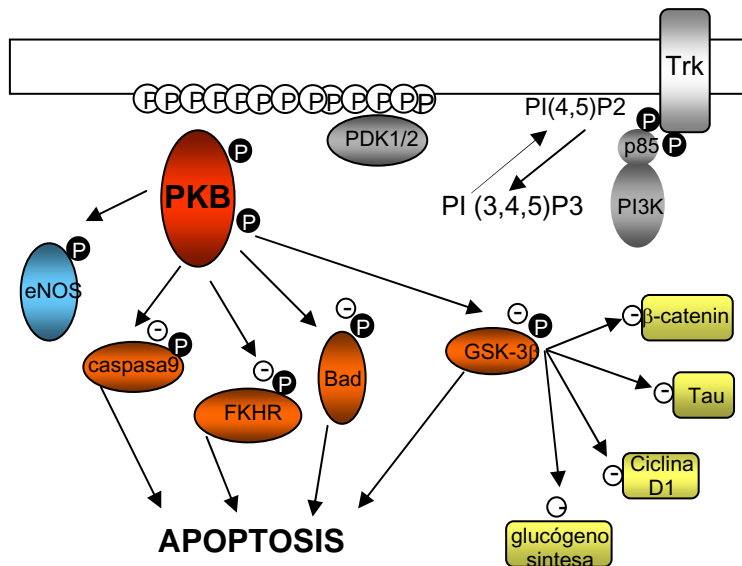 Trk
P P P P P P P P P P P P
PI(4,5)P2
P
PDK1/2
p85
P
P
PKB
PI (3,4,5)P3
PI3K
P
P
eNOS
-
P
-
P
-
P
-
β-catenin
caspasa9
GSK-3β
-
P
Bad
-
Tau
FKHR
-
Ciclina
D1
-
APOPTOSIS
glucógeno
sintesa